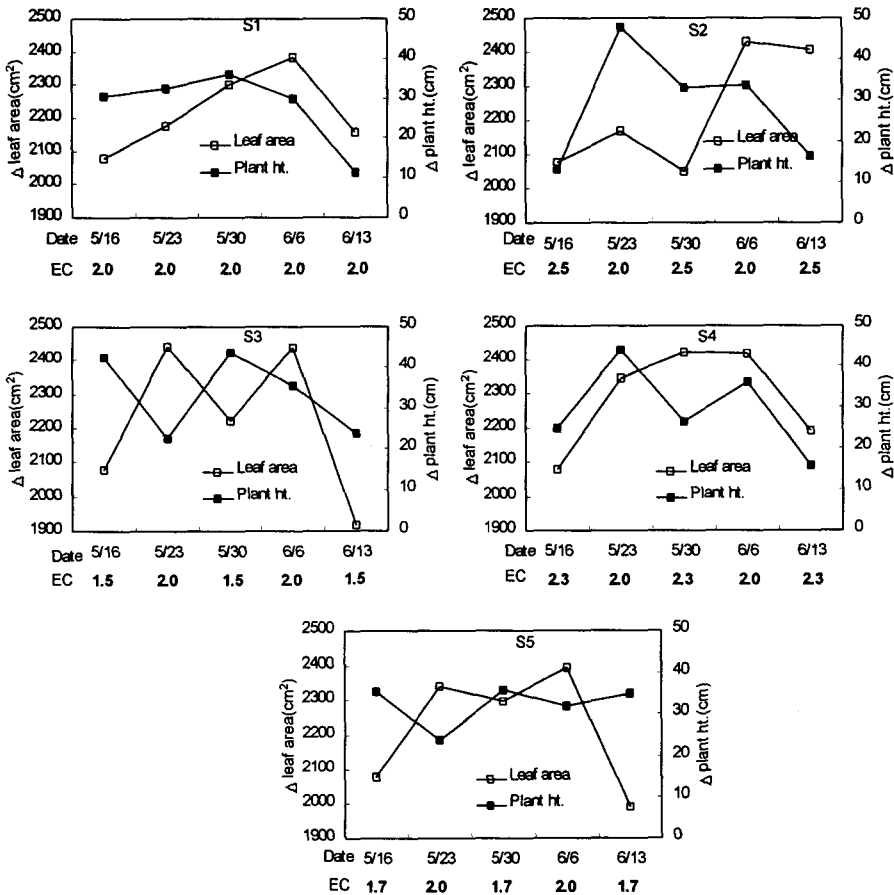 S1
Δ leaf area(cm²)
2500
2400
2300
2200
2100
2000
1900
Leaf area
Plant ht.
50
40
30
20
10
0
Δ plant ht.(cm)
Date 5/16 5/23 5/30 6/6 6/13
EC 2.0 2.0 2.0 2.0 2.0
S2
Δ leaf area(cm²)
2500
2400
2300
2200
2100
2000
1900
Leaf area
Plant ht.
50
40
30
20
10
0
Δ plant ht.(cm)
Date 5/16 5/23 5/30 6/6 6/13
EC 2.5 2.0 2.5 2.0 2.5
S3
Δ leaf area(cm²)
2500
2400
2300
2200
2100
2000
1900
Leaf area
Plant ht.
50
40
30
20
10
0
Δ plant ht.(cm)
Date 5/16 5/23 5/30 6/6 6/13
EC 1.5 2.0 1.5 2.0 1.5
S4
Δ leaf area(cm²)
2500
2400
2300
2200
2100
2000
1900
Leaf area
Plant ht.
50
40
30
20
10
0
Δ plant ht.(cm)
Date 5/16 5/23 5/30 6/6 6/13
EC 2.3 2.0 2.3 2.0 2.3
S5
Δ leaf area(cm²)
2500
2400
2300
2200
2100
2000
1900
Leaf area
Plant ht.
50
40
30
20
10
0
Δ plant ht.(cm)
Date 5/16 5/23 5/30 6/6 6/13
EC 1.7 2.0 1.7 2.0 1.7